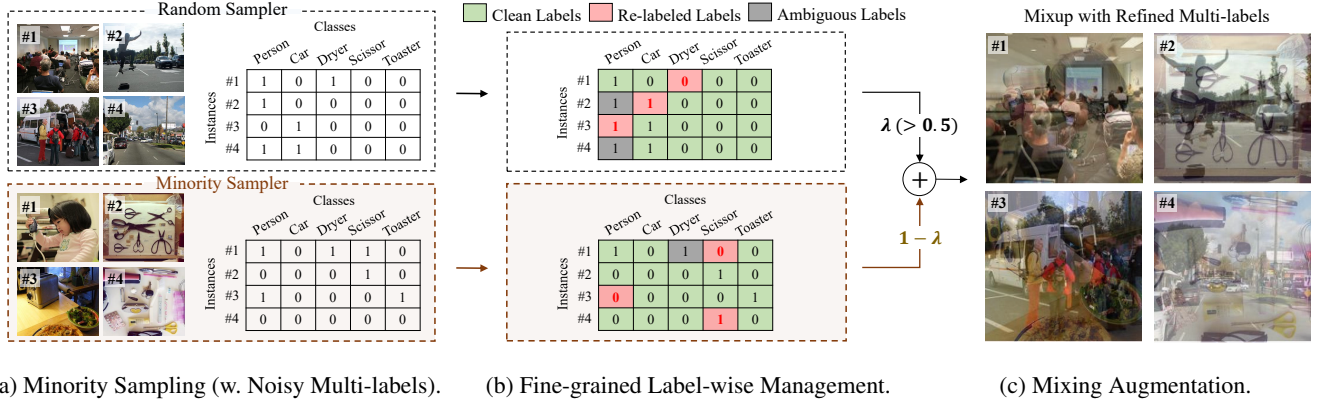 Random Sampler
#1
#2
#3
#4
Classes
Person Car Dryer Scissor Toaster
Instances
#1 1 0 1 0 0
#2 1 0 0 0 0
#3 0 1 0 0 0
#4 1 1 0 0 0
Minority Sampler
#1
#2
#3
#4
Classes
Person Car Dryer Scissor Toaster
Instances
#1 1 0 1 1 0
#2 0 0 0 1 0
#3 1 0 0 0 1
#4 0 0 0 0 0
a) Minority Sampling (w. Noisy Multi-labels).
Clean Labels Re-labeled Labels Ambiguous Labels
Classes
Person Car Dryer Scissor Toaster
Instances
#1 1 0 0 0 0
#2 1 1 0 0 0
#3 1 1 0 0 0
#4 1 1 0 0 0
Classes
Person Car Dryer Scissor Toaster
Instances
#1 1 0 1 0 0
#2 0 0 0 1 0
#3 0 0 0 0 1
#4 0 0 0 1 0
(b) Fine-grained Label-wise Management.
λ (> 0.5)
+
1 − λ
Mixup with Refined Multi-labels
#1
#2
#3
#4
(c) Mixing Augmentation.